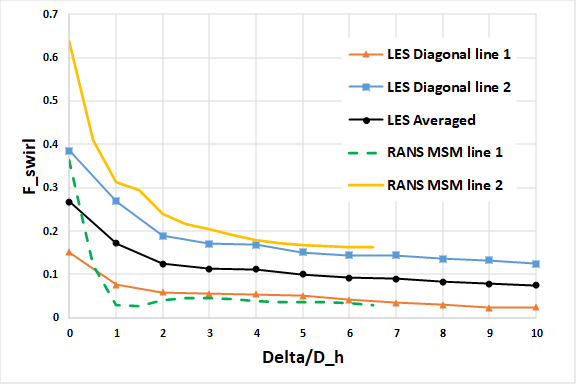 0.7
0.6
0.5
0.4
0.3
0.2
0.1
0
F_swirl
LES Diagonal line 1
LES Diagonal line 2
LES Averaged
RANS MSM line 1
RANS MSM line 2
0 1 2 3 4 5 6 7 8 9 10
Delta/D_h